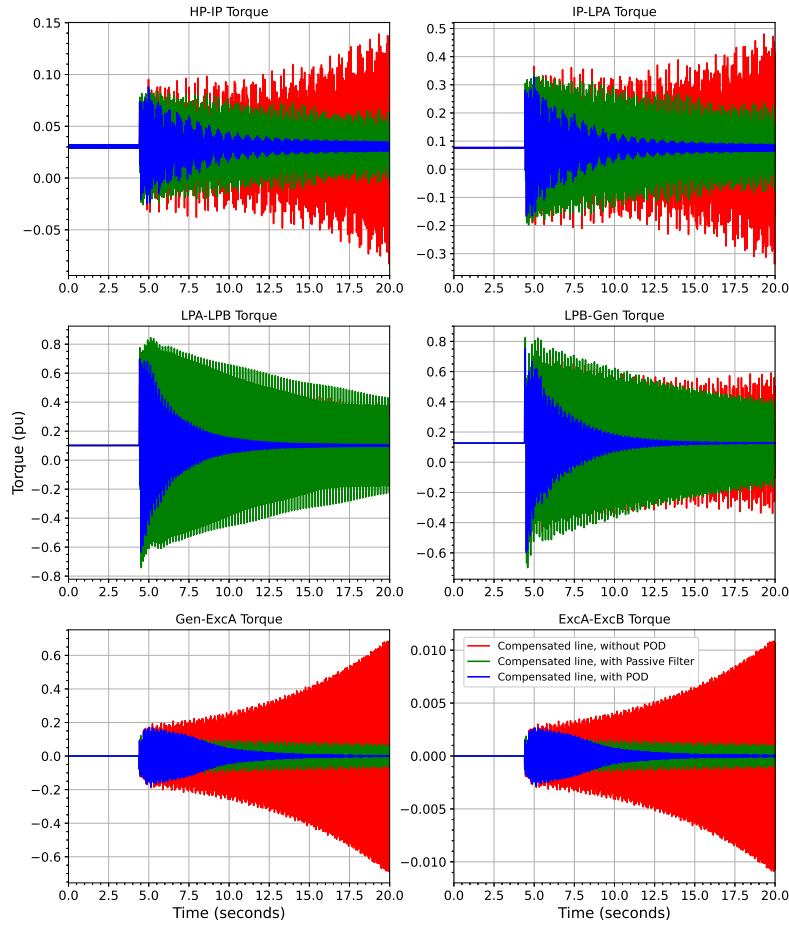 HP-IP Torque
0.15
0.10
0.05
0.00
−0.05
0.0 2.5 5.0 7.5 10.0 12.5 15.0 17.5 20.0
IP-LPA Torque
0.5
0.4
0.3
0.2
0.1
0.0
−0.1
−0.2
−0.3
0.0 2.5 5.0 7.5 10.0 12.5 15.0 17.5 20.0
LPA-LPB Torque
0.8
0.6
0.4
0.2
0.0
−0.2
−0.4
−0.6
−0.8
0.0 2.5 5.0 7.5 10.0 12.5 15.0 17.5 20.0
Torque (pu)
LPB-Gen Torque
0.8
0.6
0.4
0.2
0.0
−0.2
−0.4
−0.6
0.0 2.5 5.0 7.5 10.0 12.5 15.0 17.5 20.0
Gen-ExcA Torque
0.6
0.4
0.2
0.0
−0.2
−0.4
−0.6
0.0 2.5 5.0 7.5 10.0 12.5 15.0 17.5 20.0
Time (seconds)
ExcA-ExcB Torque
0.010
0.005
0.000
−0.005
−0.010
Compensated line, without POD
Compensated line, with Passive Filter
Compensated line, with POD
0.0 2.5 5.0 7.5 10.0 12.5 15.0 17.5 20.0
Time (seconds)